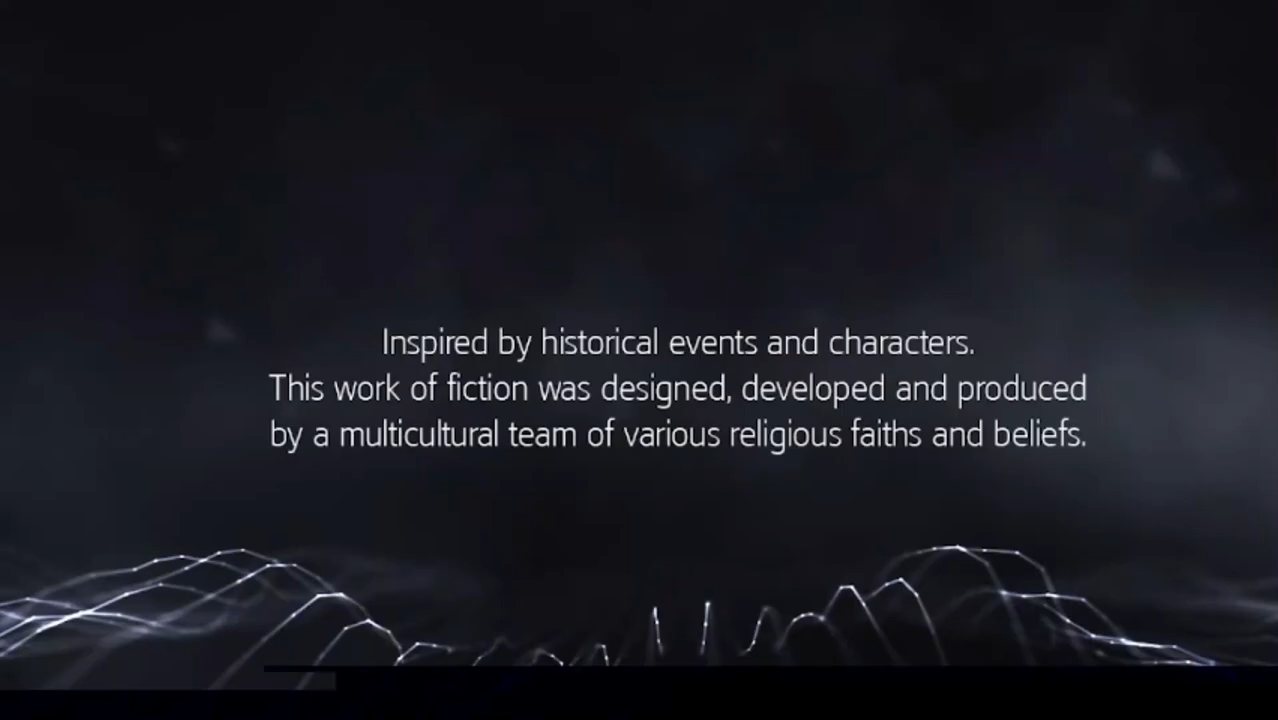 Inspired by historical events and characters.
This work of fiction was designed, developed and produced
by a multicultural team of various religious faiths and beliefs.